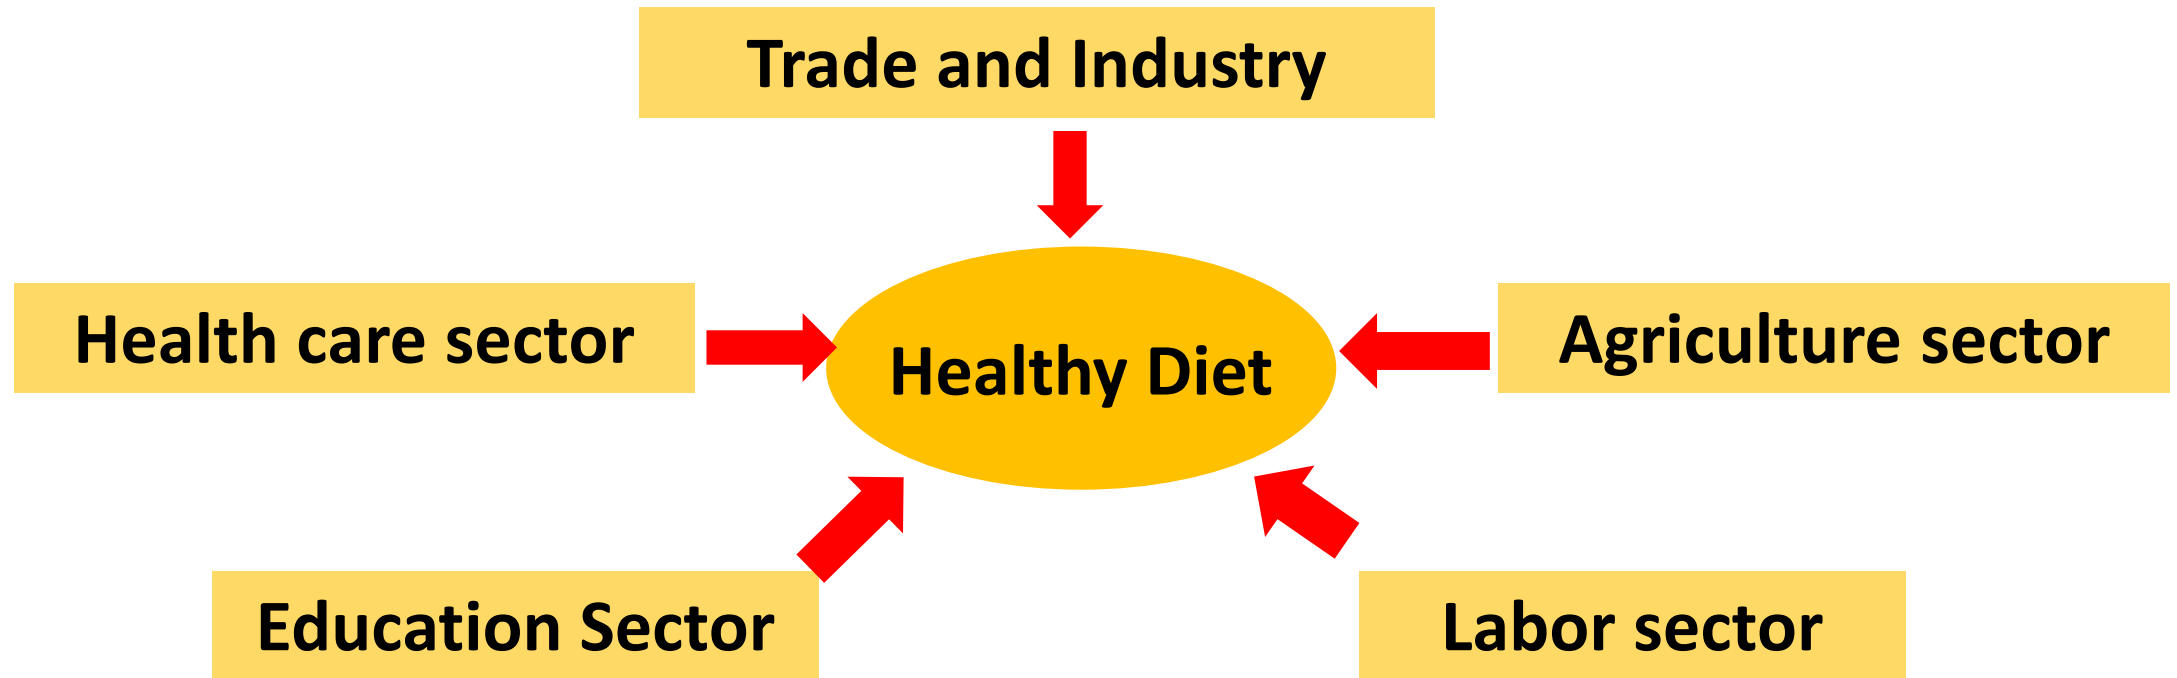 Trade and Industry
Health care sector
Healthy Diet
Agriculture sector
Education Sector
Labor sector